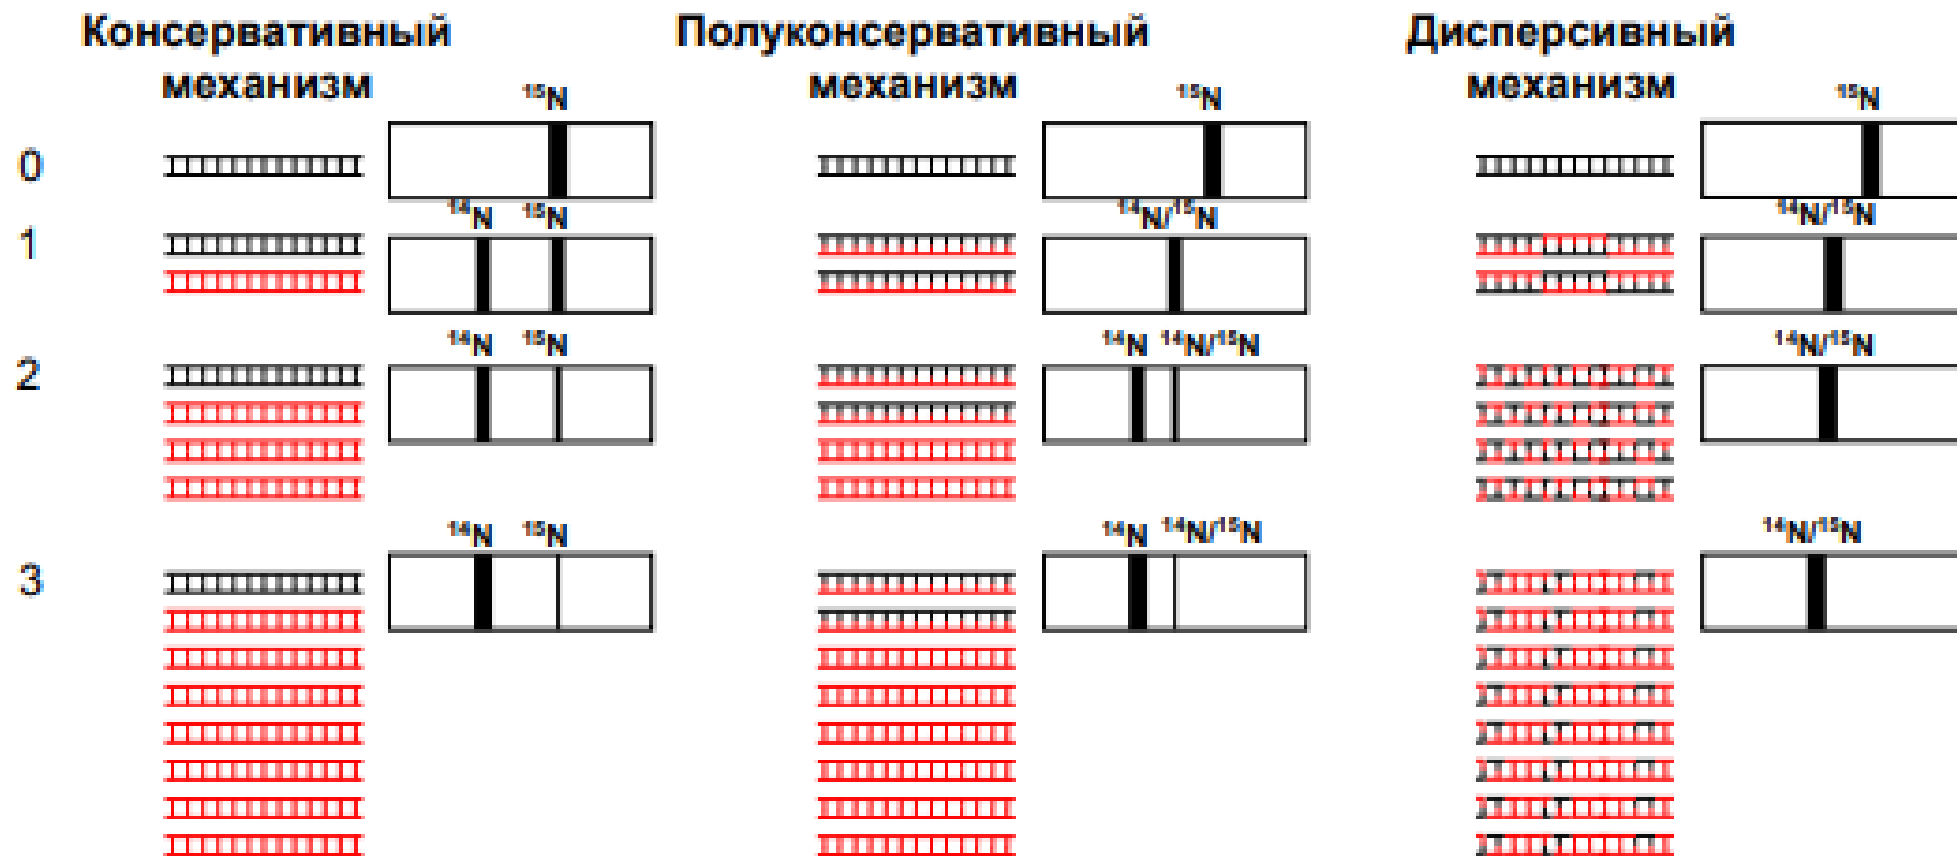 Консервативный механизм
Полуконсервативный механизм
Дисперсивный механизм
¹⁵N ¹⁵N ¹⁵N
0
¹⁴N ¹⁵N ¹⁴N/¹⁵N ¹⁴N/¹⁵N
1
¹⁴N ¹⁵N ¹⁴N ¹⁴N/¹⁵N ¹⁴N/¹⁵N
2
¹⁴N ¹⁵N ¹⁴N ¹⁴N/¹⁵N ¹⁴N/¹⁵N
3